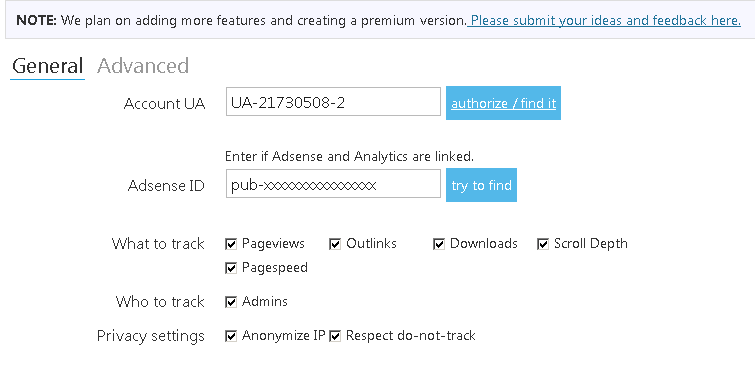 NOTE: We plan on adding more features and creating a premium version. Please submit your ideas and feedback here.
General Advanced
Account UA UA-21730508-2 authorize / find it
Enter if Adsense and Analytics are linked.
Adsense ID pub-xxxxxxxxxxxxxxxx try to find
What to track Pageviews Outlinks Downloads Scroll Depth
Pagespeed
Who to track Admins
Privacy settings Anonymize IP Respect do-not-track